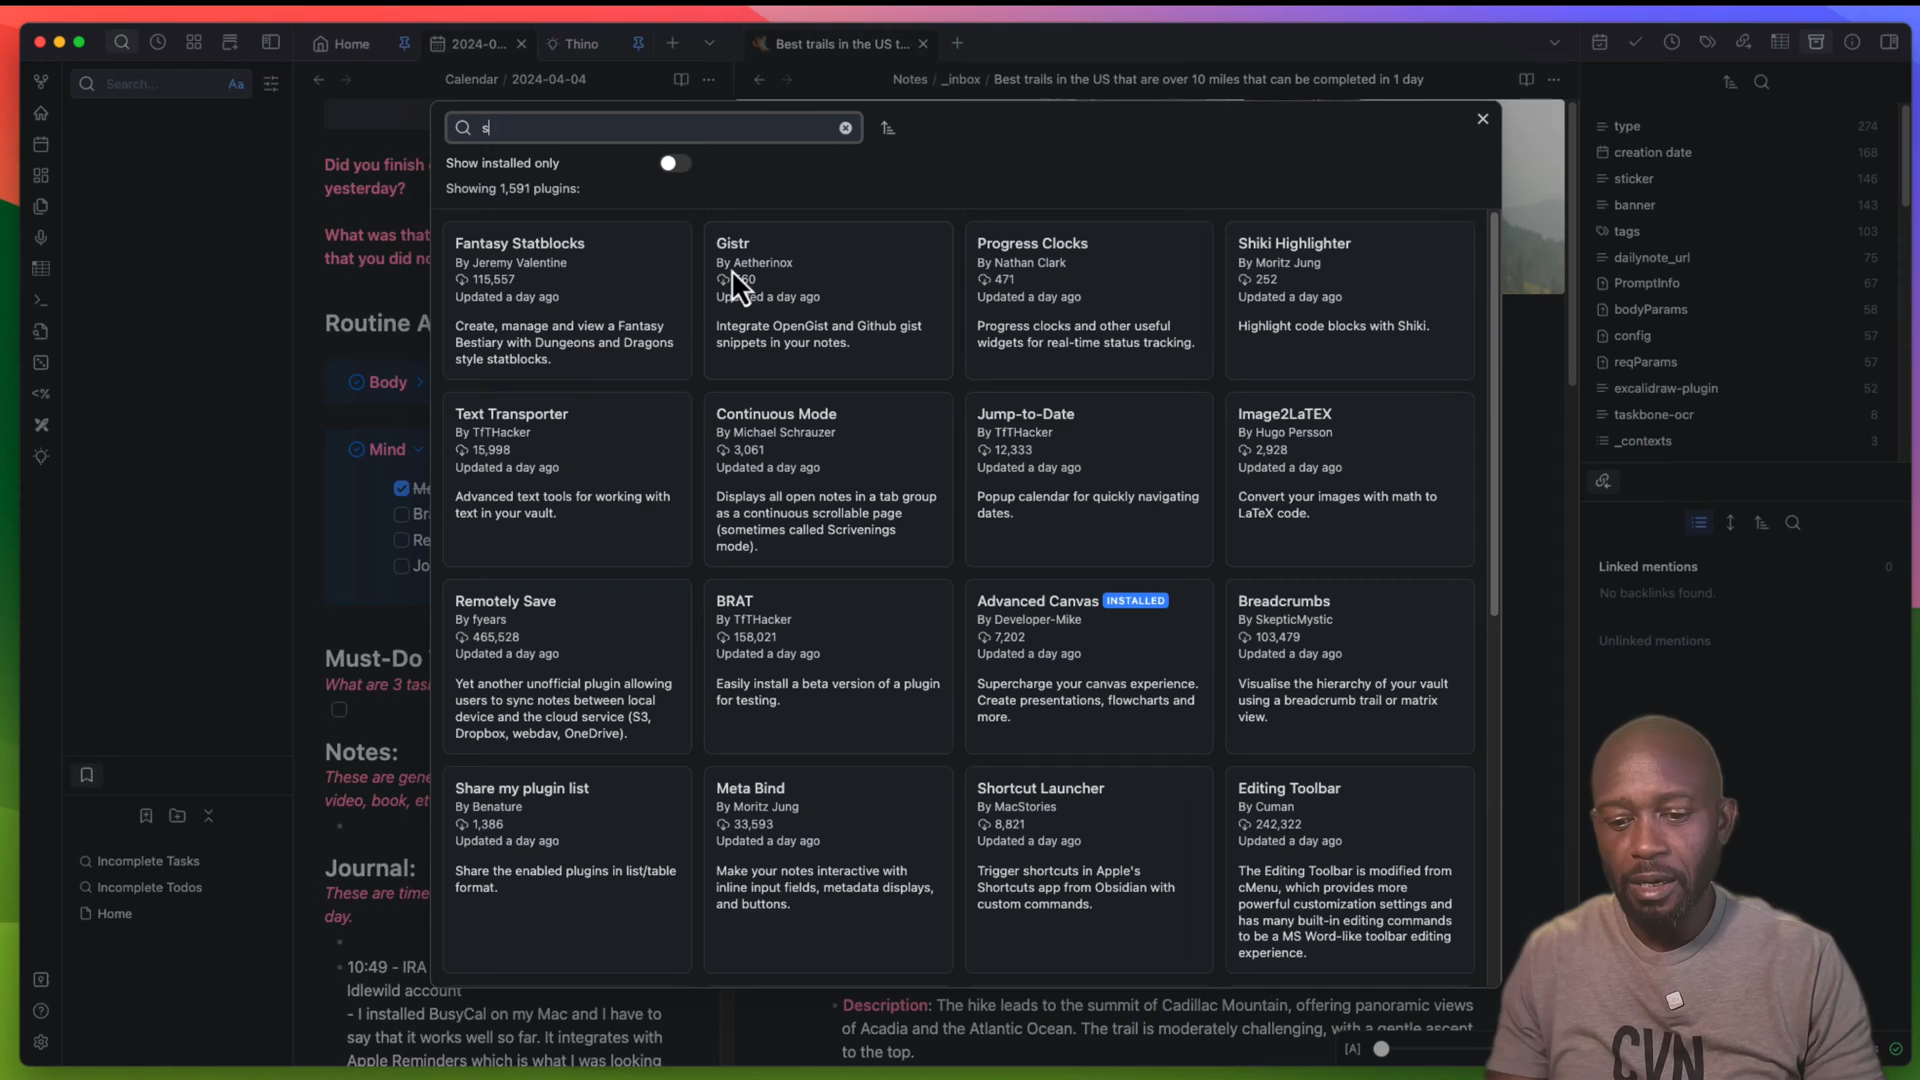 Home
2024-0...
Thino
Best trails in the US t...
Search...
Aa
Calendar / 2024-04-04
Notes / _inbox / Best trails in the US that are over 10 miles that can be completed in 1 day
Did you finish
yesterday?
What was that
that you did no
Routine A
Body
Mind
Me
Bra
Re
Jo
Must-Do
What are 3 tas
Notes:
These are gene
video, book, et
Journal:
These are time
day.
10:49 - IRA
Idlewild account
- I installed BusyCal on my Mac and I have to
say that it works well so far. It integrates with
Apple Reminders which is what I was looking
Incomplete Tasks
Incomplete Todos
Home
s
Show installed only
Showing 1,591 plugins:
Fantasy Statblocks
By Jeremy Valentine
115,557
Updated a day ago
Create, manage and view a Fantasy
Bestiary with Dungeons and Dragons
style statblocks.
Gistr
By Aetherinox
Updated a day ago
Integrate OpenGist and Github gist
snippets in your notes.
Progress Clocks
By Nathan Clark
471
Updated a day ago
Progress clocks and other useful
widgets for real-time status tracking.
Shiki Highlighter
By Moritz Jung
252
Updated a day ago
Highlight code blocks with Shiki.
Text Transporter
By TfTHacker
15,998
Updated a day ago
Advanced text tools for working with
text in your vault.
Continuous Mode
By Michael Schrauzer
3,061
Updated a day ago
Displays all open notes in a tab group
as a continuous scrollable page
(sometimes called Scrivenings
mode).
Jump-to-Date
By TfTHacker
12,333
Updated a day ago
Popup calendar for quickly navigating
dates.
Image2LaTEX
By Hugo Persson
2,928
Updated a day ago
Convert your images with math to
LaTeX code.
Remotely Save
By fyears
465,528
Updated a day ago
Yet another unofficial plugin allowing
users to sync notes between local
device and the cloud service (S3,
Dropbox, webdav, OneDrive).
BRAT
By TfTHacker
158,021
Updated a day ago
Easily install a beta version of a plugin
for testing.
Advanced Canvas INSTALLED
By Developer-Mike
7,202
Updated a day ago
Supercharge your canvas experience.
Create presentations, flowcharts and
more.
Breadcrumbs
By SkepticMystic
103,479
Updated a day ago
Visualise the hierarchy of your vault
using a breadcrumb trail or matrix
view.
Share my plugin list
By Benature
1,386
Updated a day ago
Share the enabled plugins in list/table
format.
Meta Bind
By Moritz Jung
33,593
Updated a day ago
Make your notes interactive with
inline input fields, metadata displays,
and buttons.
Shortcut Launcher
By MacStories
8,821
Updated a day ago
Trigger shortcuts in Apple's
Shortcuts app from Obsidian with
custom commands.
Editing Toolbar
By Cuman
242,322
Updated a day ago
The Editing Toolbar is modified from
cMenu, which provides more
powerful customization settings and
has many built-in editing commands
to be a MS Word-like toolbar editing
experience.
Description: The hike leads to the summit of Cadillac Mountain, offering panoramic views
of Acadia and the Atlantic Ocean. The trail is moderately challenging, with a gentle ascent
to the top.
[A]
type 274
creation date 168
sticker 146
banner 143
tags 103
dailynote_url 75
PromptInfo 67
bodyParams 58
config 57
reqParams 57
excalidraw-plugin 52
taskbone-ocr 8
_contexts 3
Linked mentions 0
No backlinks found.
Unlinked mentions
CVN